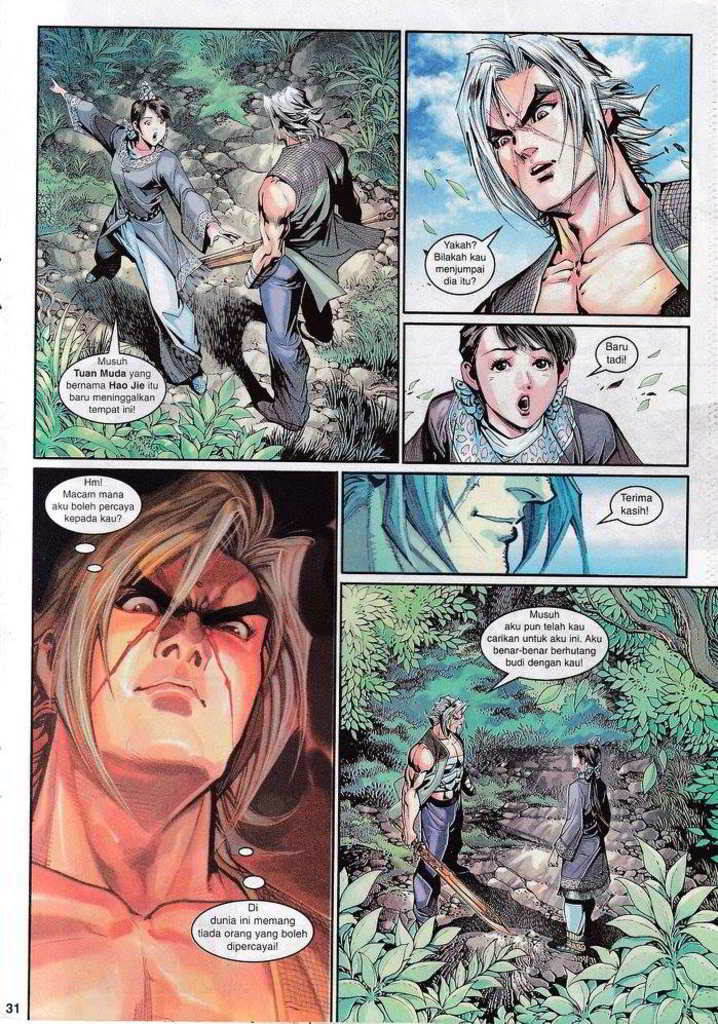 Musuh
Tuan Muda yang
bernama Hao Jie itu
baru meninggalkan
tempat ini!
Yakah?
Bilakah kau
menjumpai
dia itu?
Baru
tadi!
Hm!
Macam mana
aku boleh percaya
kepada kau?
Terima
kasih!
Di
dunia ini memang
tiada orang yang boleh
dipercayai!
Musuh
aku pun telah kau
carikan untuk aku ini. Aku
benar-benar berhutang
budi dengan kau!
31